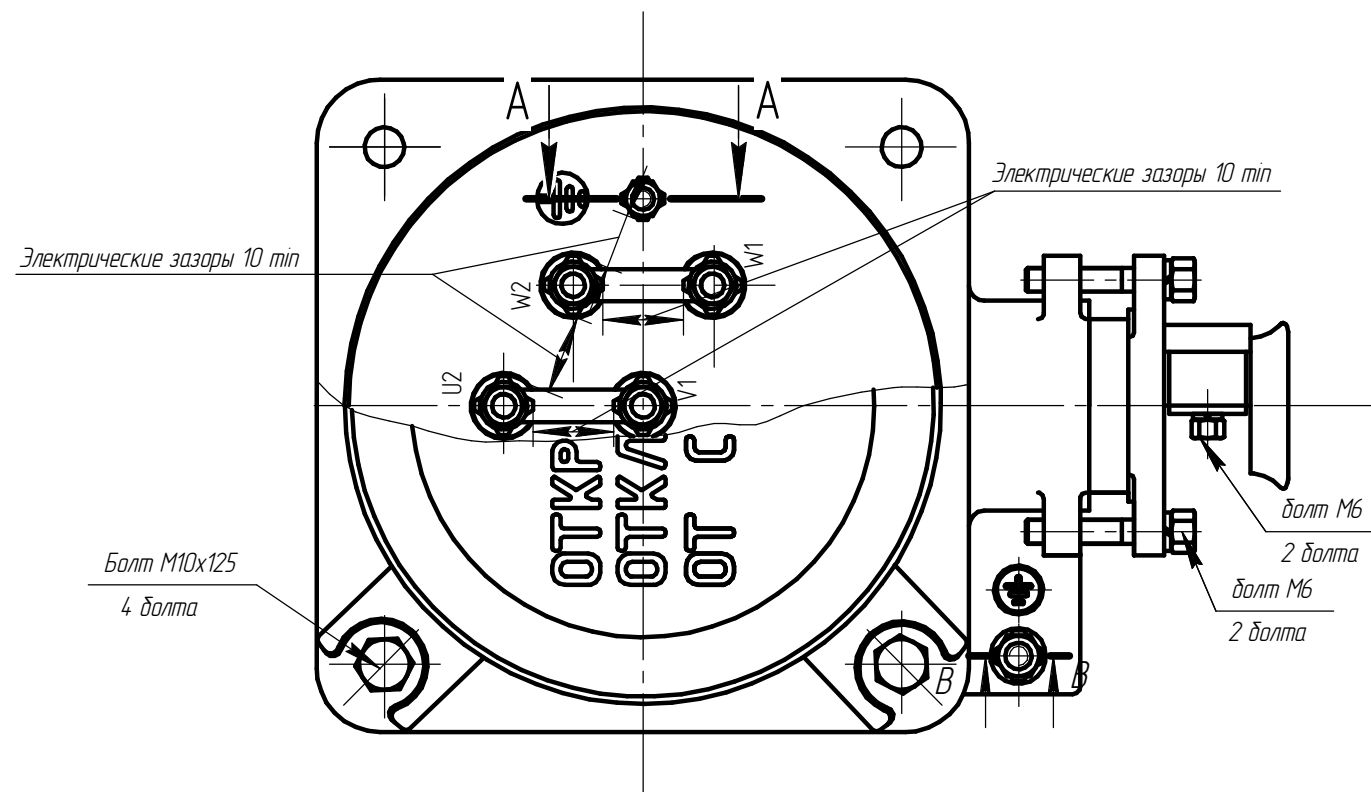 А
А
Электрические зазоры 10 min
Электрические зазоры 10 min
W1
W2
U2
V1
ОТКР
ОТКЛ
ОТ С
болт М6
2 болта
Болт М10х125
4 болта
болт М6
2 болта
В
В